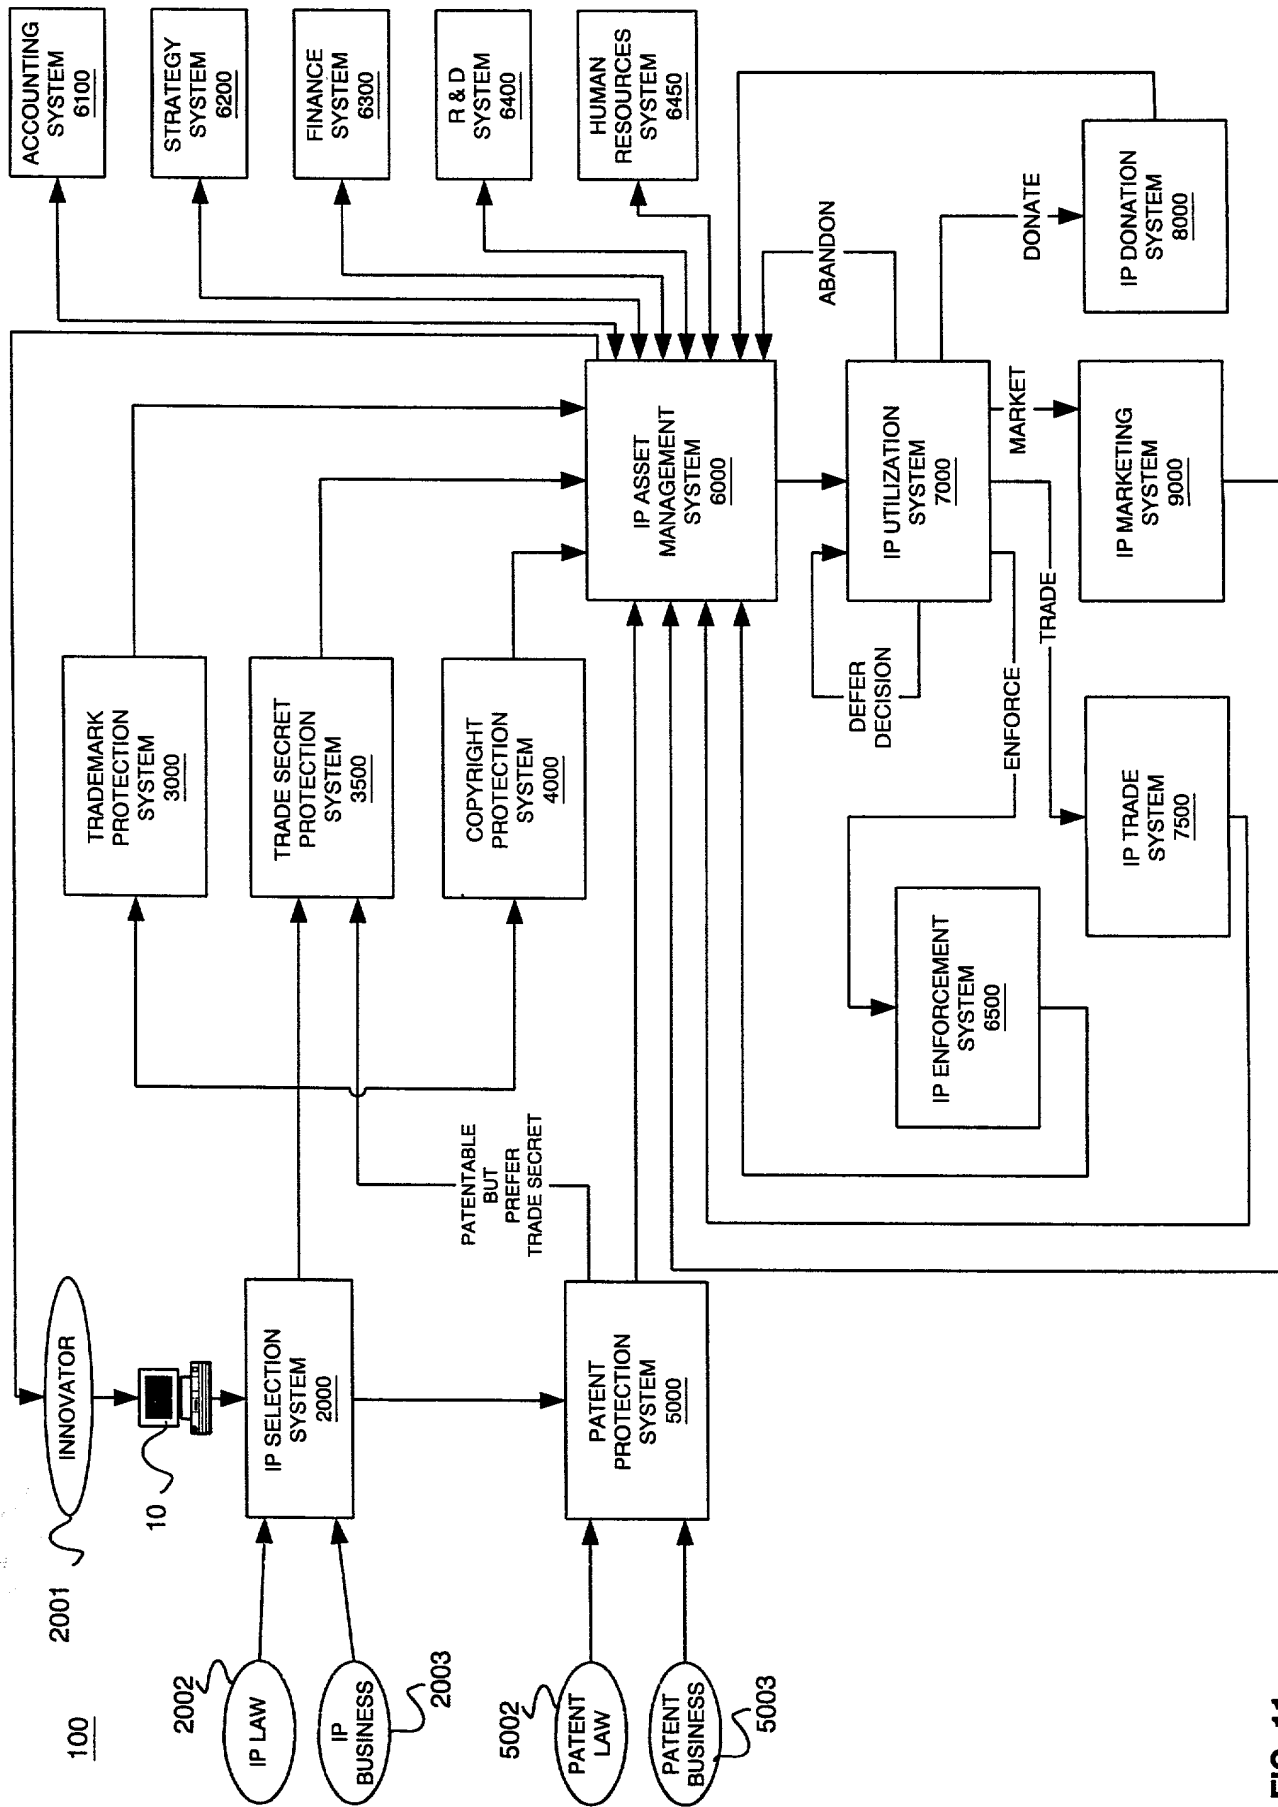 100
2001
INNOVATOR
10
2002
IP LAW
IP
BUSINESS
2003
IP SELECTION
SYSTEM
2000
5002
PATENT
LAW
PATENT
BUSINESS
5003
PATENT
PROTECTION
SYSTEM
5000
PATENTABLE
BUT
PREFER
TRADE SECRET
TRADEMARK
PROTECTION
SYSTEM
3000
TRADE SECRET
PROTECTION
SYSTEM
3500
COPYRIGHT
PROTECTION
SYSTEM
4000
ACCOUNTING
SYSTEM
6100
STRATEGY
SYSTEM
6200
FINANCE
SYSTEM
6300
R & D
SYSTEM
6400
HUMAN
RESOURCES
SYSTEM
6450
IP ASSET
MANAGEMENT
SYSTEM
6000
ABANDON
IP UTILIZATION
SYSTEM
7000
DEFER
DECISION
ENFORCE
TRADE
MARKET
DONATE
IP ENFORCEMENT
SYSTEM
6500
IP TRADE
SYSTEM
7500
IP MARKETING
SYSTEM
9000
IP DONATION
SYSTEM
8000